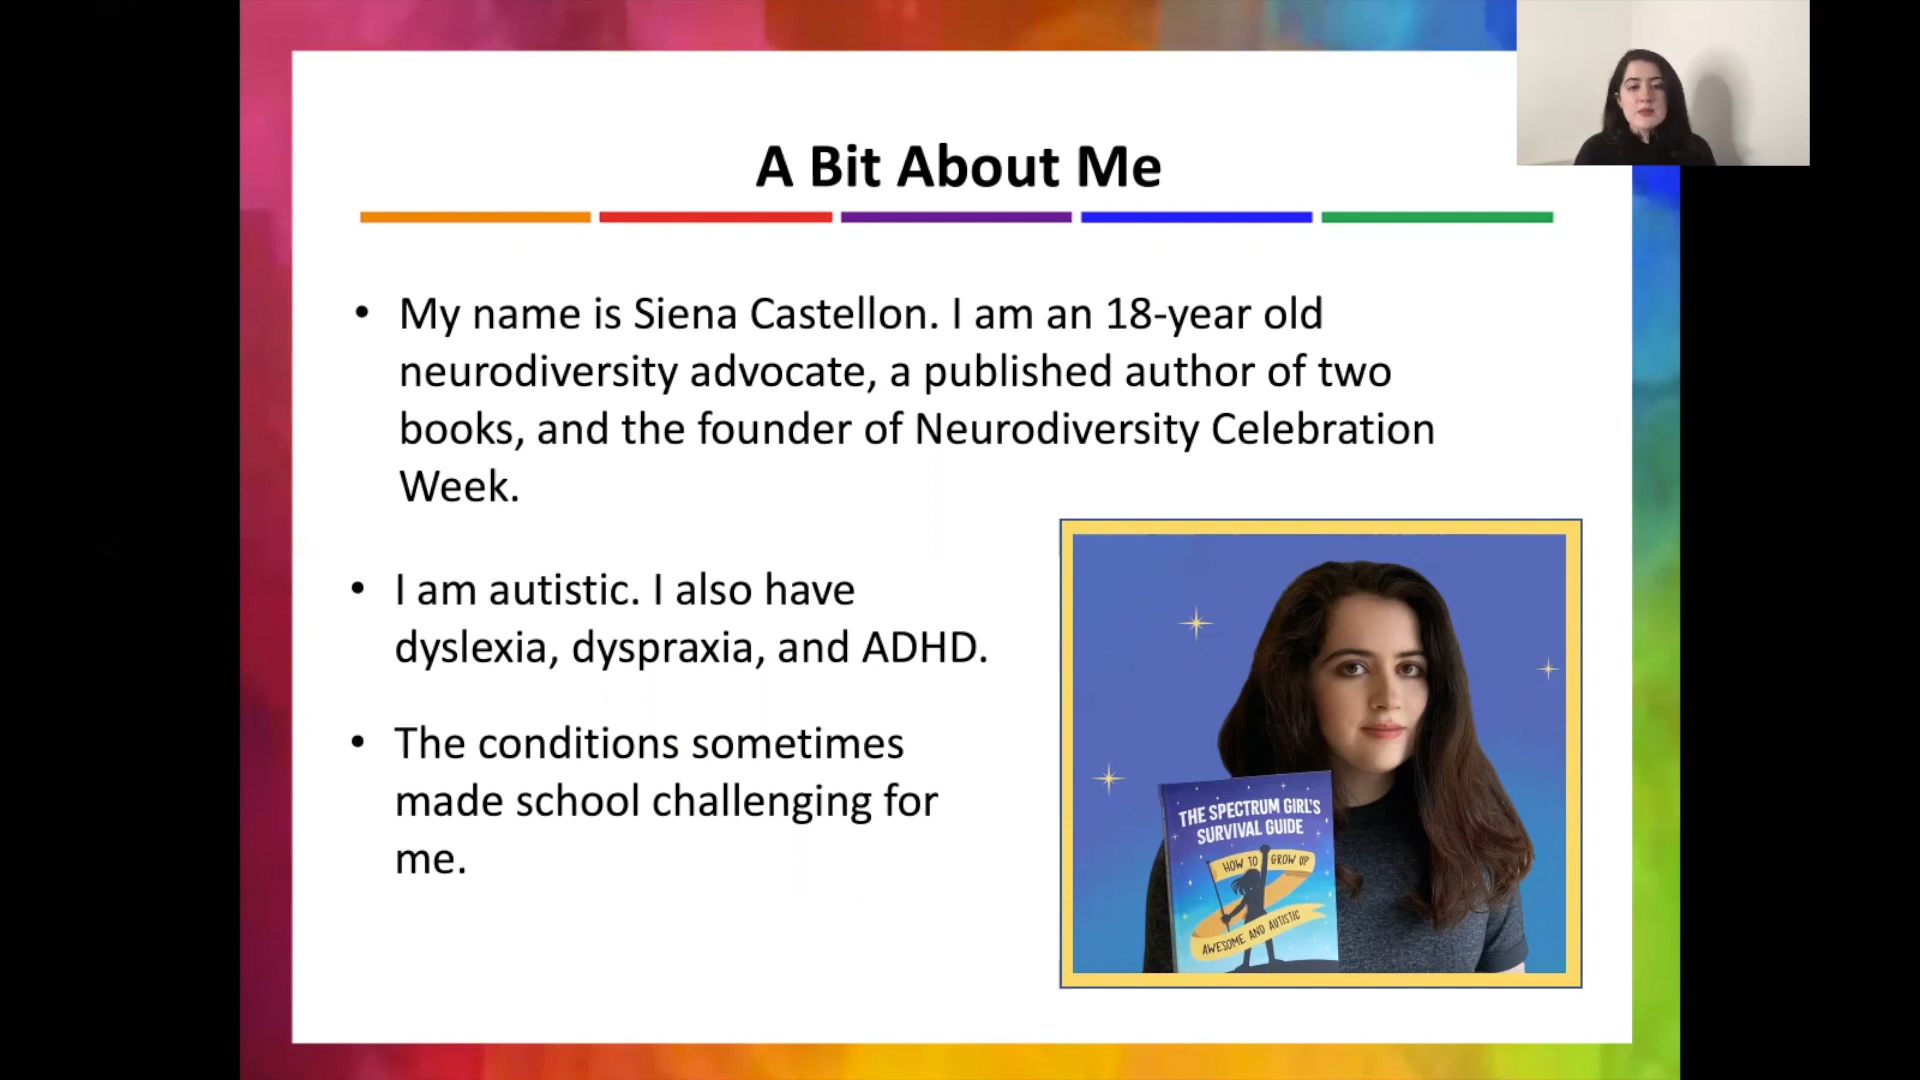 A Bit About Me
• My name is Siena Castellon. I am an 18-year old
neurodiversity advocate, a published author of two
books, and the founder of Neurodiversity Celebration
Week.
• I am autistic. I also have
dyslexia, dyspraxia, and ADHD.
• The conditions sometimes
made school challenging for
me.
THE SPECTRUM GIRL'S
SURVIVAL GUIDE
HOW TO GROW UP
AWESOME AND AUTISTIC